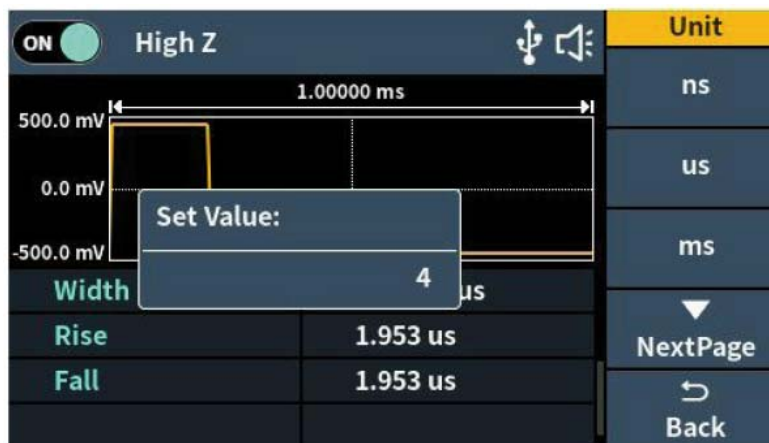 ON High Z
Unit
ns
us
ms
NextPage
Back
1.00000 ms
500.0 mV
0.0 mV
-500.0 mV
Set Value:
4
Width us
Rise 1.953 us
Fall 1.953 us